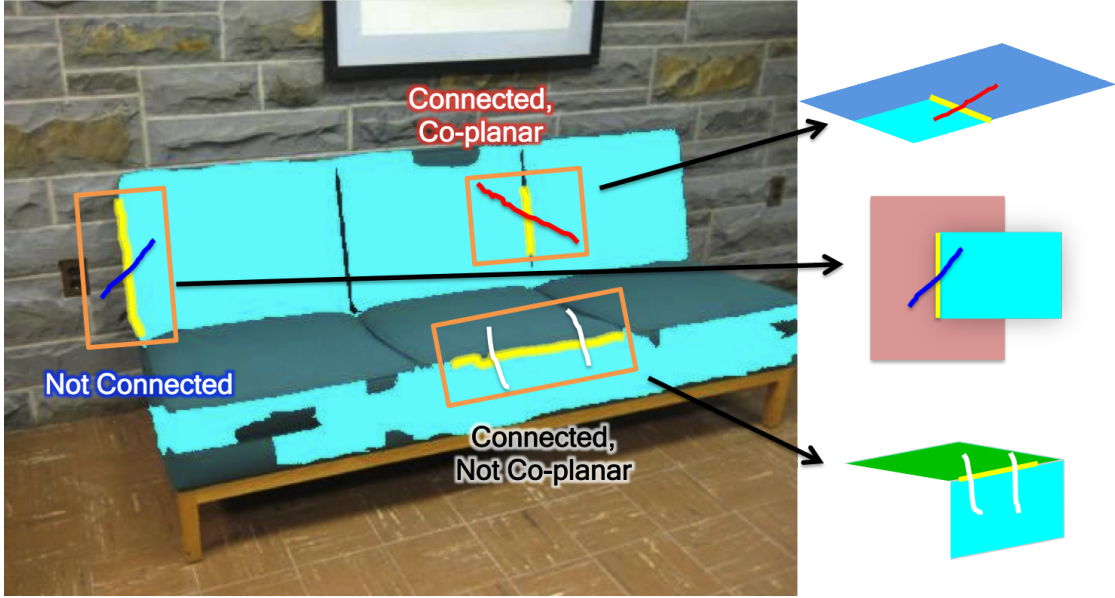 Connected,
Co-planar
Not Connected
Connected,
Not Co-planar